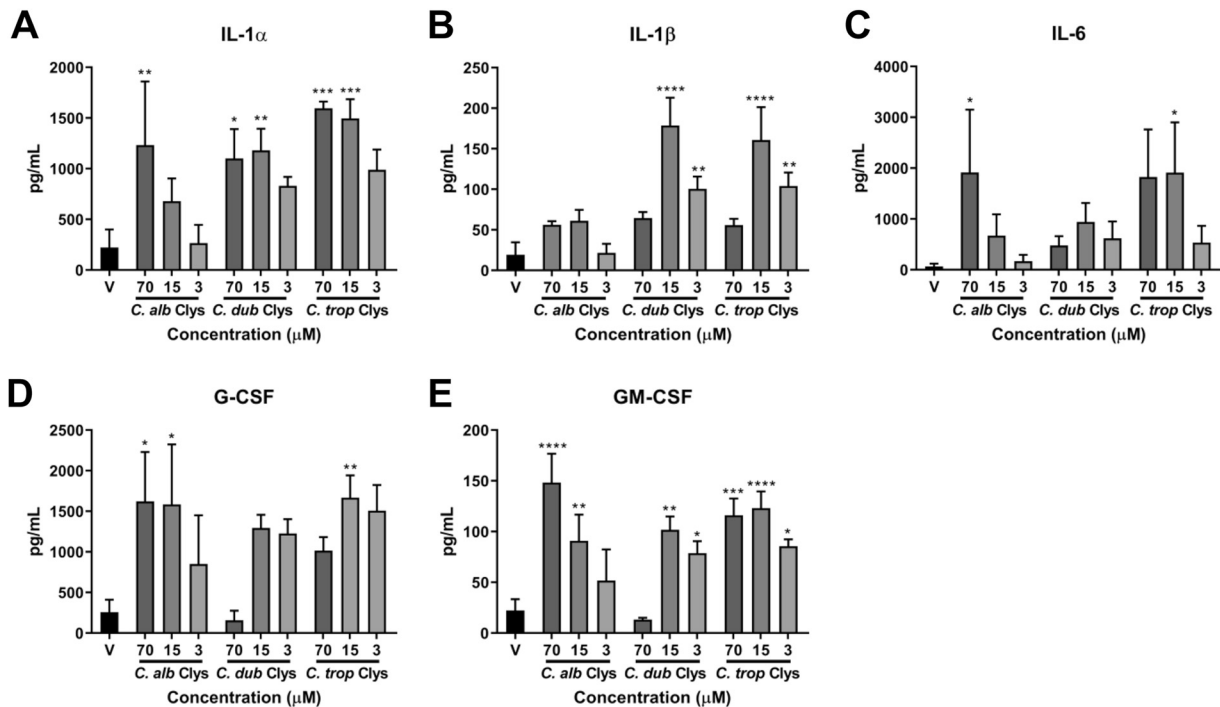 A
IL-1α
pg/mL
2000
1500
1000
500
0
**
*
**
***
***
V 70 15 3 70 15 3 70 15 3
C. alb Clys C. dub Clys C. trop Clys
Concentration (μM)
B
IL-1β
pg/mL
250
200
150
100
50
0
****
**
****
**
V 70 15 3 70 15 3 70 15 3
C. alb Clys C. dub Clys C. trop Clys
Concentration (μM)
C
IL-6
pg/mL
4000
3000
2000
1000
0
*
*
V 70 15 3 70 15 3 70 15 3
C. alb Clys C. dub Clys C. trop Clys
Concentration (μM)
D
G-CSF
pg/mL
2500
2000
1500
1000
500
0
*
*
**
V 70 15 3 70 15 3 70 15 3
C. alb Clys C. dub Clys C. trop Clys
Concentration (μM)
E
GM-CSF
pg/mL
200
150
100
50
0
****
**
**
*
***
****
*
V 70 15 3 70 15 3 70 15 3
C. alb Clys C. dub Clys C. trop Clys
Concentration (μM)